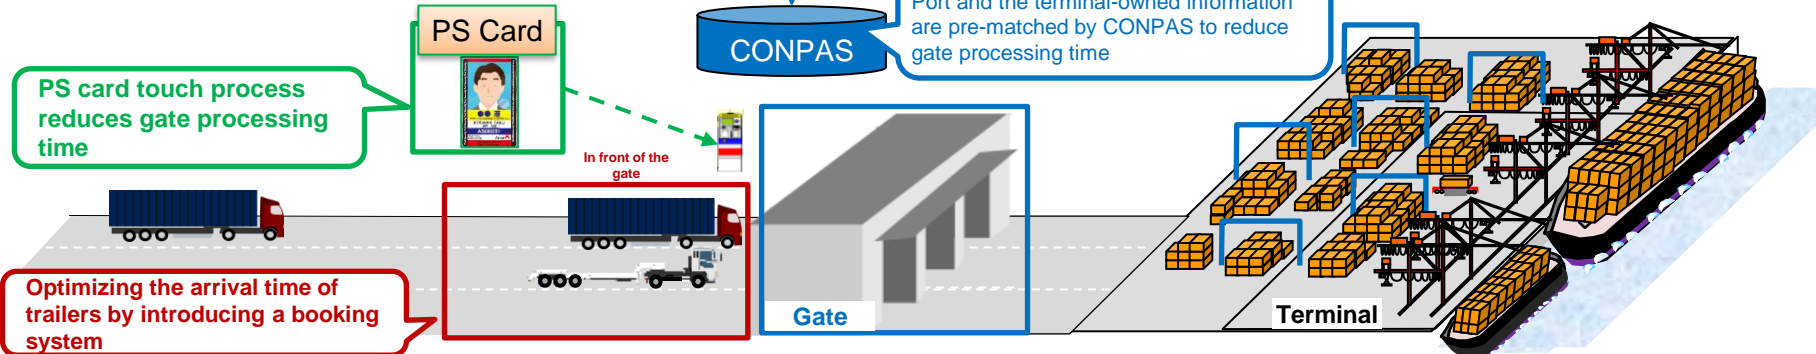 PS Card
Port and the terminal-owned information
are pre-matched by CONPAS to reduce
gate processing time
CONPAS
PS card touch process
reduces gate processing
time
In front of the
gate
Optimizing the arrival time of
trailers by introducing a booking
system
Gate
Terminal